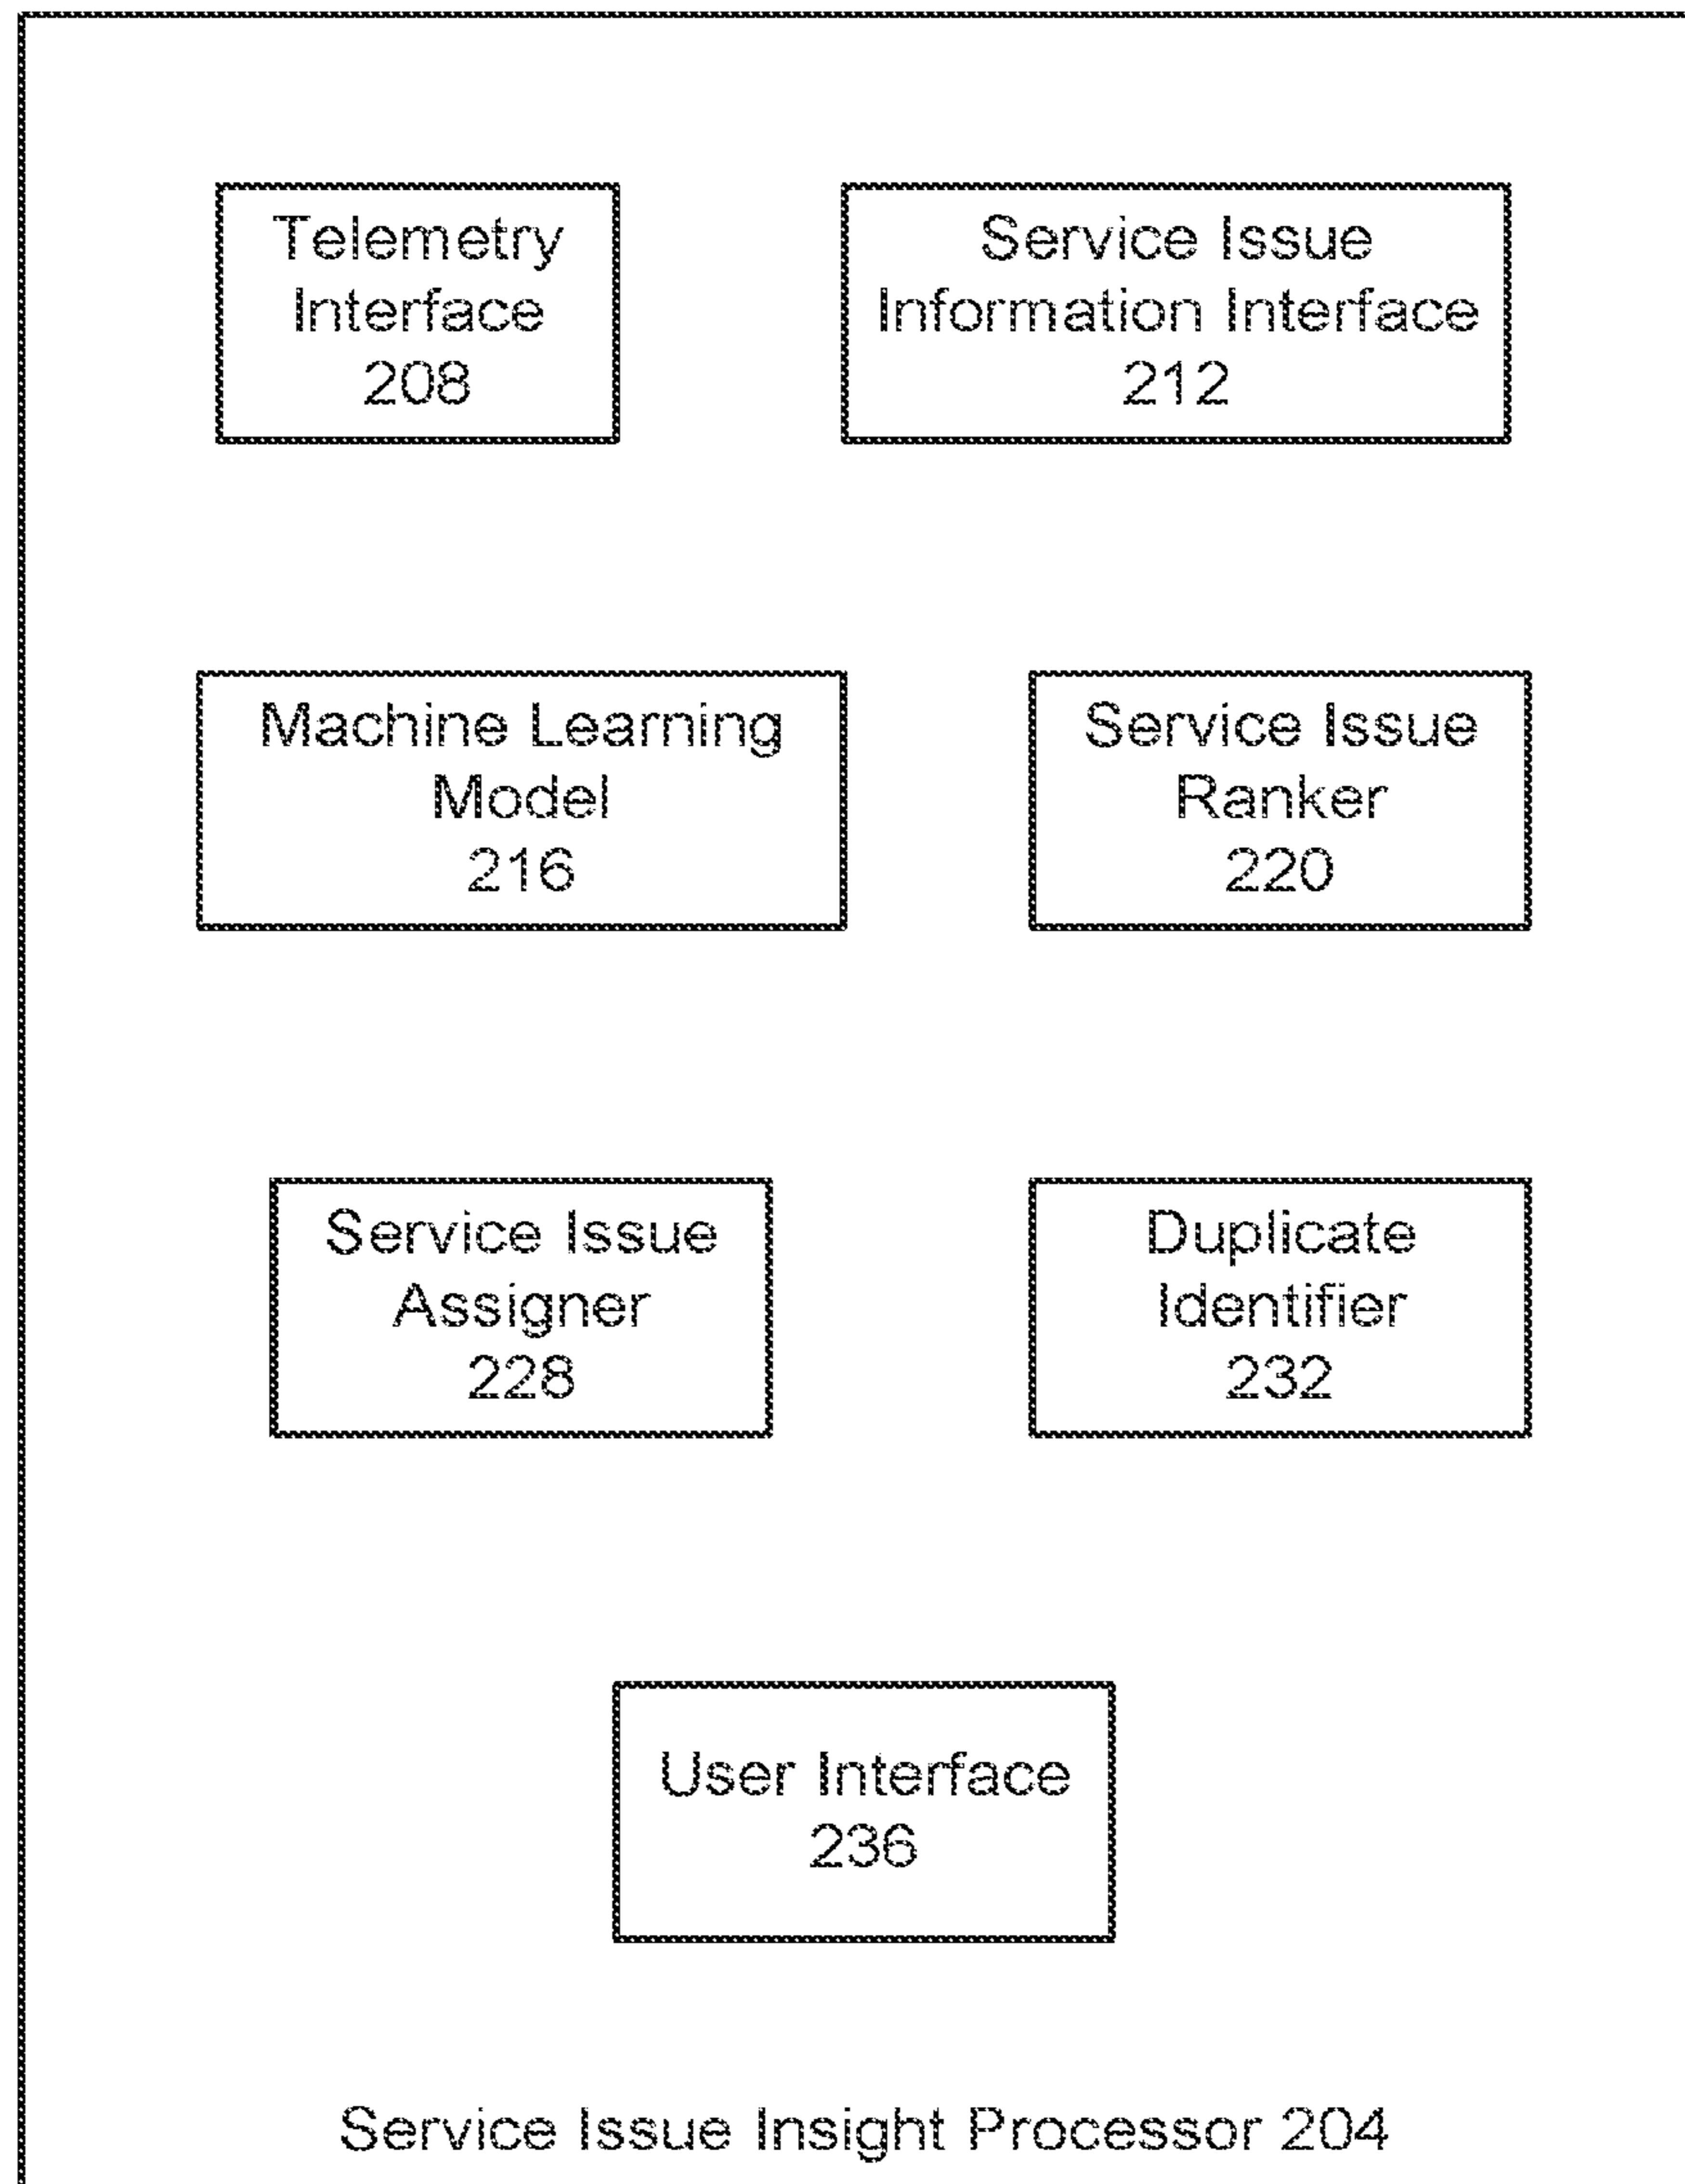 Telemetry
Interface
208
Service Issue
Information Interface
212
Machine Learning
Model
216
Service Issue
Ranker
220
Service Issue
Assigner
228
Duplicate
Identifier
232
User Interface
236
Service Issue Insight Processor 204